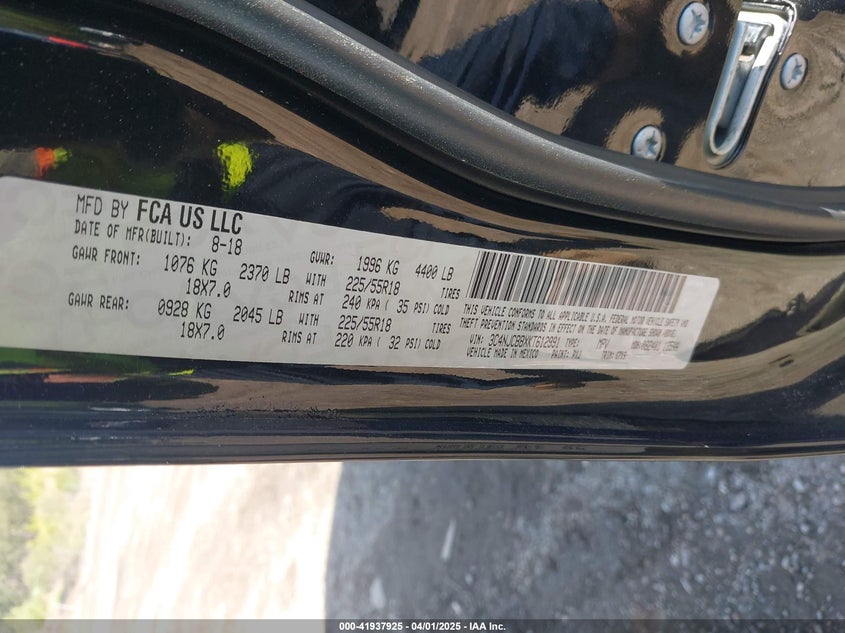 MFD BY FCA US LLC
DATE OF MFR(BUILT): 8-18 GVWR: 1996 KG 4400 LB
GAWR FRONT: 1076 KG 2370 LB WITH 225/55R18 TIRES
18X7.0 RIMS AT 240 KPA ( 35 PSI) COLD
GAWR REAR: 0928 KG 2045 LB WITH 225/55R18 TIRES
18X7.0 RIMS AT 220 KPA ( 32 PSI) COLD
THIS VEHICLE CONFORMS TO ALL APPLICABLE U.S.A. FEDERAL MOTOR VEHICLE SAFETY AND
THEFT PREVENTION STANDARDS IN EFFECT ON THE DATE OF MANUFACTURE SHOWN ABOVE.
VIN: 3C4NJCBBXKT612991 TYPE: MPV
VEHICLE MADE IN MEXICO PAINT: TRIM:
000-41937925 - 04/01/2025 - IAA Inc.